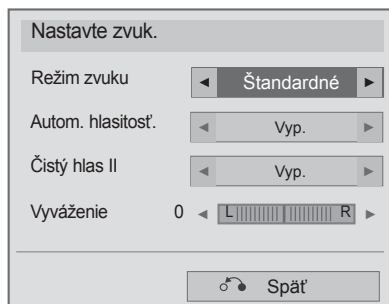 Nastavte zvuk.
Režim zvuku ◄ Štandardné ►
Autom. hlasitosť. ◄ Vyp. ►
Čistý hlas II ◄ Vyp. ►
Vyváženie 0 ◄ L R ►
Späť